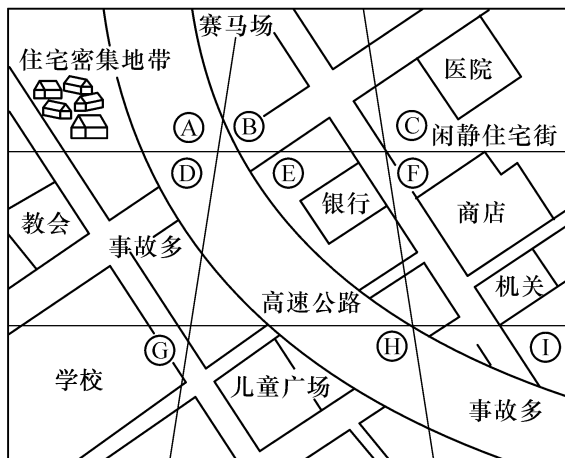 赛马场
住宅密集地带
医院
Ⓐ
Ⓑ
Ⓒ
闲静住宅街
Ⓓ
Ⓔ
Ⓕ
银行
商店
教会
事故多
机关
高速公路
Ⓖ
Ⓗ
Ⓘ
学校
儿童广场
事故多